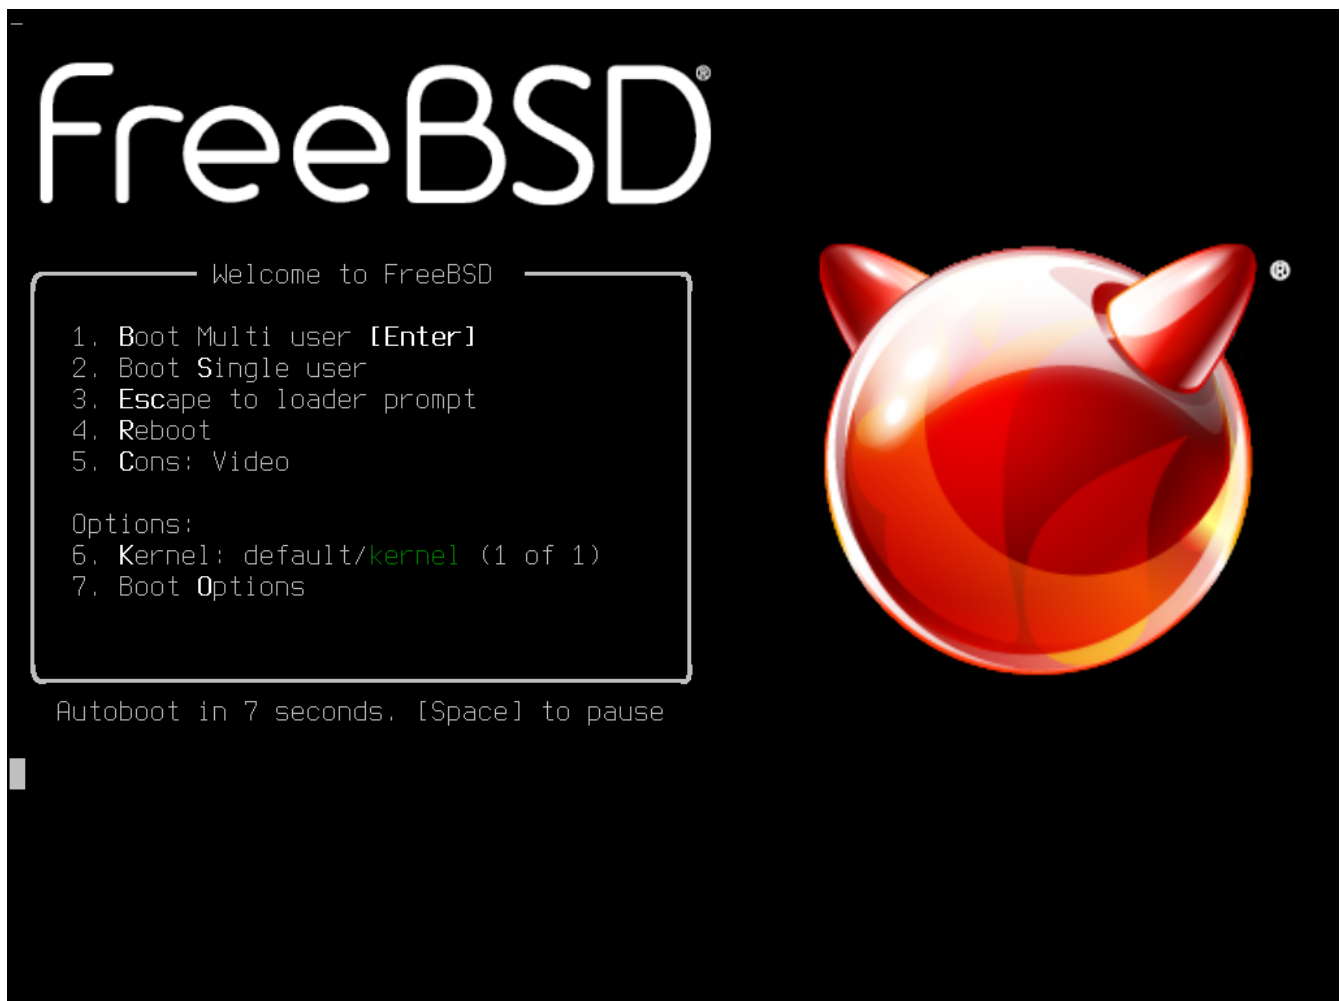 FreeBSD®
Welcome to FreeBSD
1. Boot Multi user [Enter]
2. Boot Single user
3. Escape to loader prompt
4. Reboot
5. Cons: Video
Options:
6. Kernel: default/kernel (1 of 1)
7. Boot Options
Autoboot in 7 seconds. [Space] to pause
®